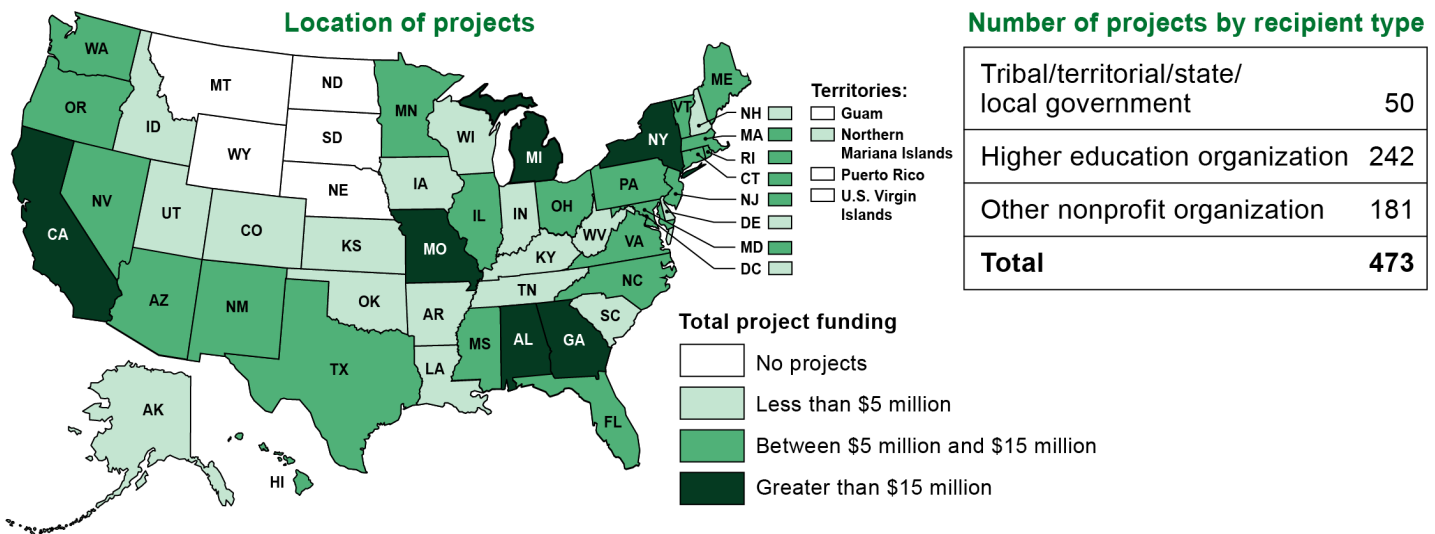 Location of projects
WA
OR
CA
NV
ID
MT
WY
UT
CO
AZ
NM
ND
SD
NE
KS
OK
TX
MN
IA
MO
AR
LA
WI
IL
MI
IN
OH
KY
TN
MS
AL
GA
FL
SC
NC
VA
WV
PA
NY
VT
ME
AK
HI
NH
MA
RI
CT
NJ
DE
MD
DC
Territories:
Guam
Northern
Mariana Islands
Puerto Rico
U.S. Virgin
Islands
Total project funding
No projects
Less than $5 million
Between $5 million and $15 million
Greater than $15 million
Number of projects by recipient type
Tribal/territorial/state/
local government 50
Higher education organization 242
Other nonprofit organization 181
Total 473